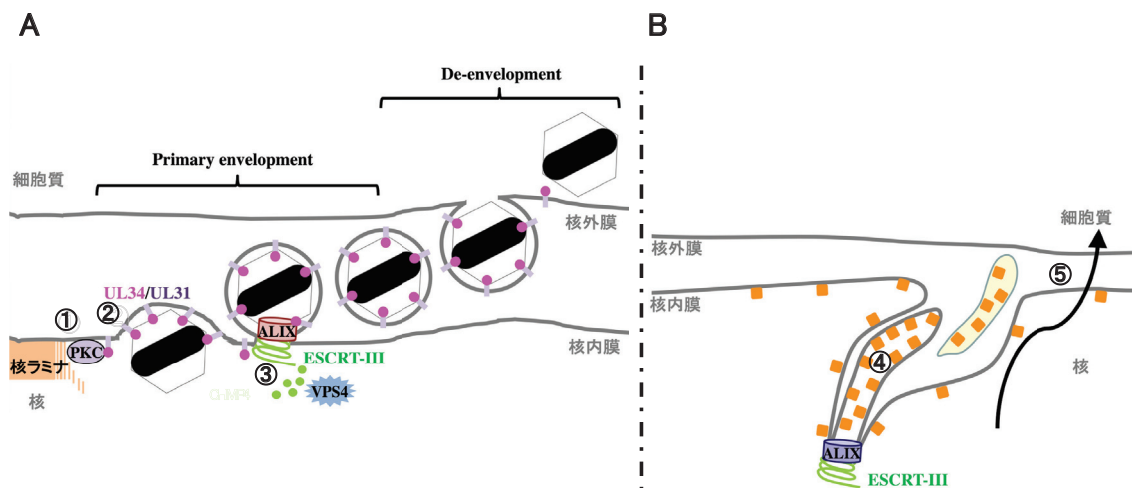 A
De-envelopment
Primary envelopment
細胞質
核外膜
UL34/UL31
①
②
PKC
核ラミナ
核
ALIX
ESCRT-III
③
VPS4
核内膜
B
細胞質
核外膜
核内膜
⑤
④
核
ALIX
ESCRT-III